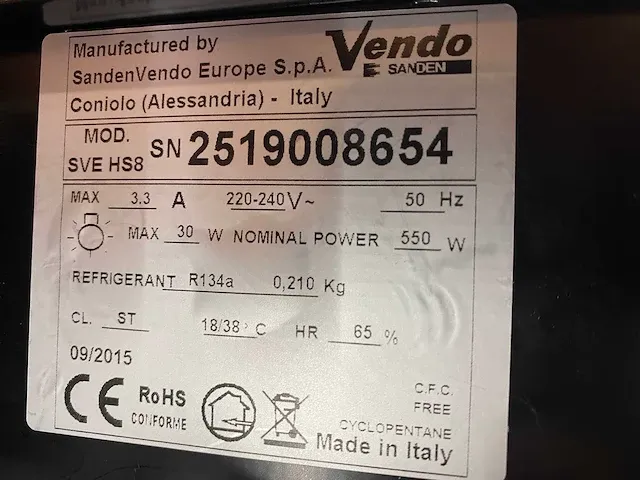 Manufactured by
SandenVendo Europe S.p.A.
Coniolo (Alessandria) - Italy
Vendo
SANDEN
MOD.
SVE HS8
SN 2519008654
MAX 3.3 A 220-240V~ 50 Hz
MAX 30 W NOMINAL POWER 550 W
REFRIGERANT R134a 0,210 Kg
CL. ST 18/38° C HR 65 %
09/2015
CE
RoHS
CONFORME
C.F.C.
FREE
CYCLOPENTANE
Made in Italy